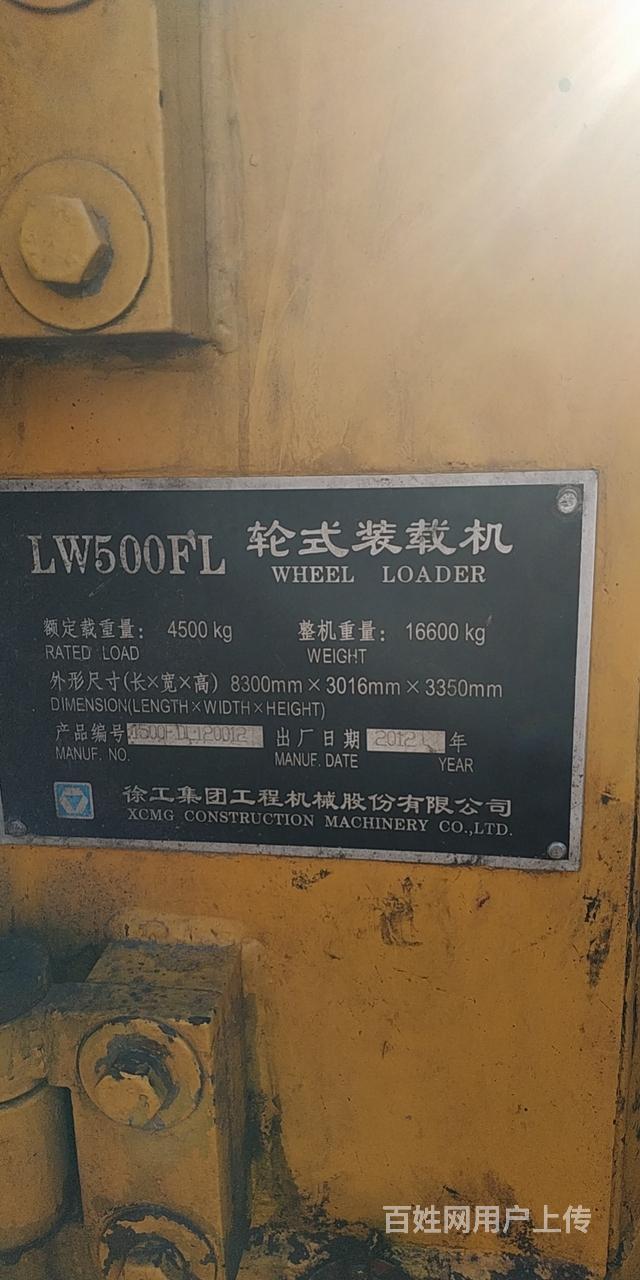 LW500FL 轮式装载机
WHEEL LOADER
额定载重量： 4500 kg 整机重量： 16600 kg
RATED LOAD WEIGHT
外形尺寸(长×宽×高) 8300mm×3016mm×3350mm
DIMENSION(LENGTH×WIDTH×HEIGHT)
产品编号 出厂日期 2012 年
MANUF. NO. MANUF. DATE YEAR
徐工集团工程机械股份有限公司
XCMG CONSTRUCTION MACHINERY CO.,LTD.
百姓网用户上传